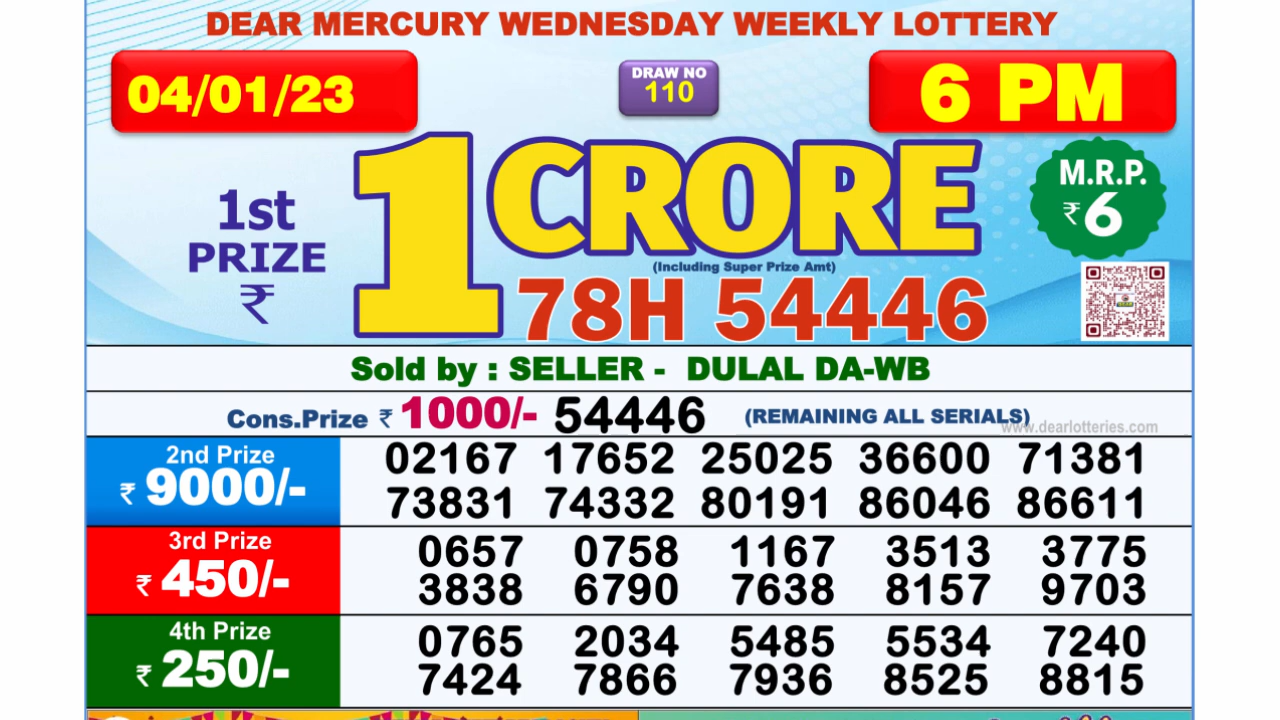 DEAR MERCURY WEDNESDAY WEEKLY LOTTERY
04/01/23
DRAW NO
110
6 PM
1st
PRIZE
₹
1 CRORE
(Including Super Prize Amt)
78H 54446
M.R.P.
₹ 6
Sold by : SELLER - DULAL DA-WB
Cons.Prize ₹ 1000/- 54446 (REMAINING ALL SERIALS)
www.dearlotteries.com
2nd Prize
₹ 9000/-
02167 17652 25025 36600 71381
73831 74332 80191 86046 86611
3rd Prize
₹ 450/-
0657 0758 1167 3513 3775
3838 6790 7638 8157 9703
4th Prize
₹ 250/-
0765 2034 5485 5534 7240
7424 7866 7936 8525 8815